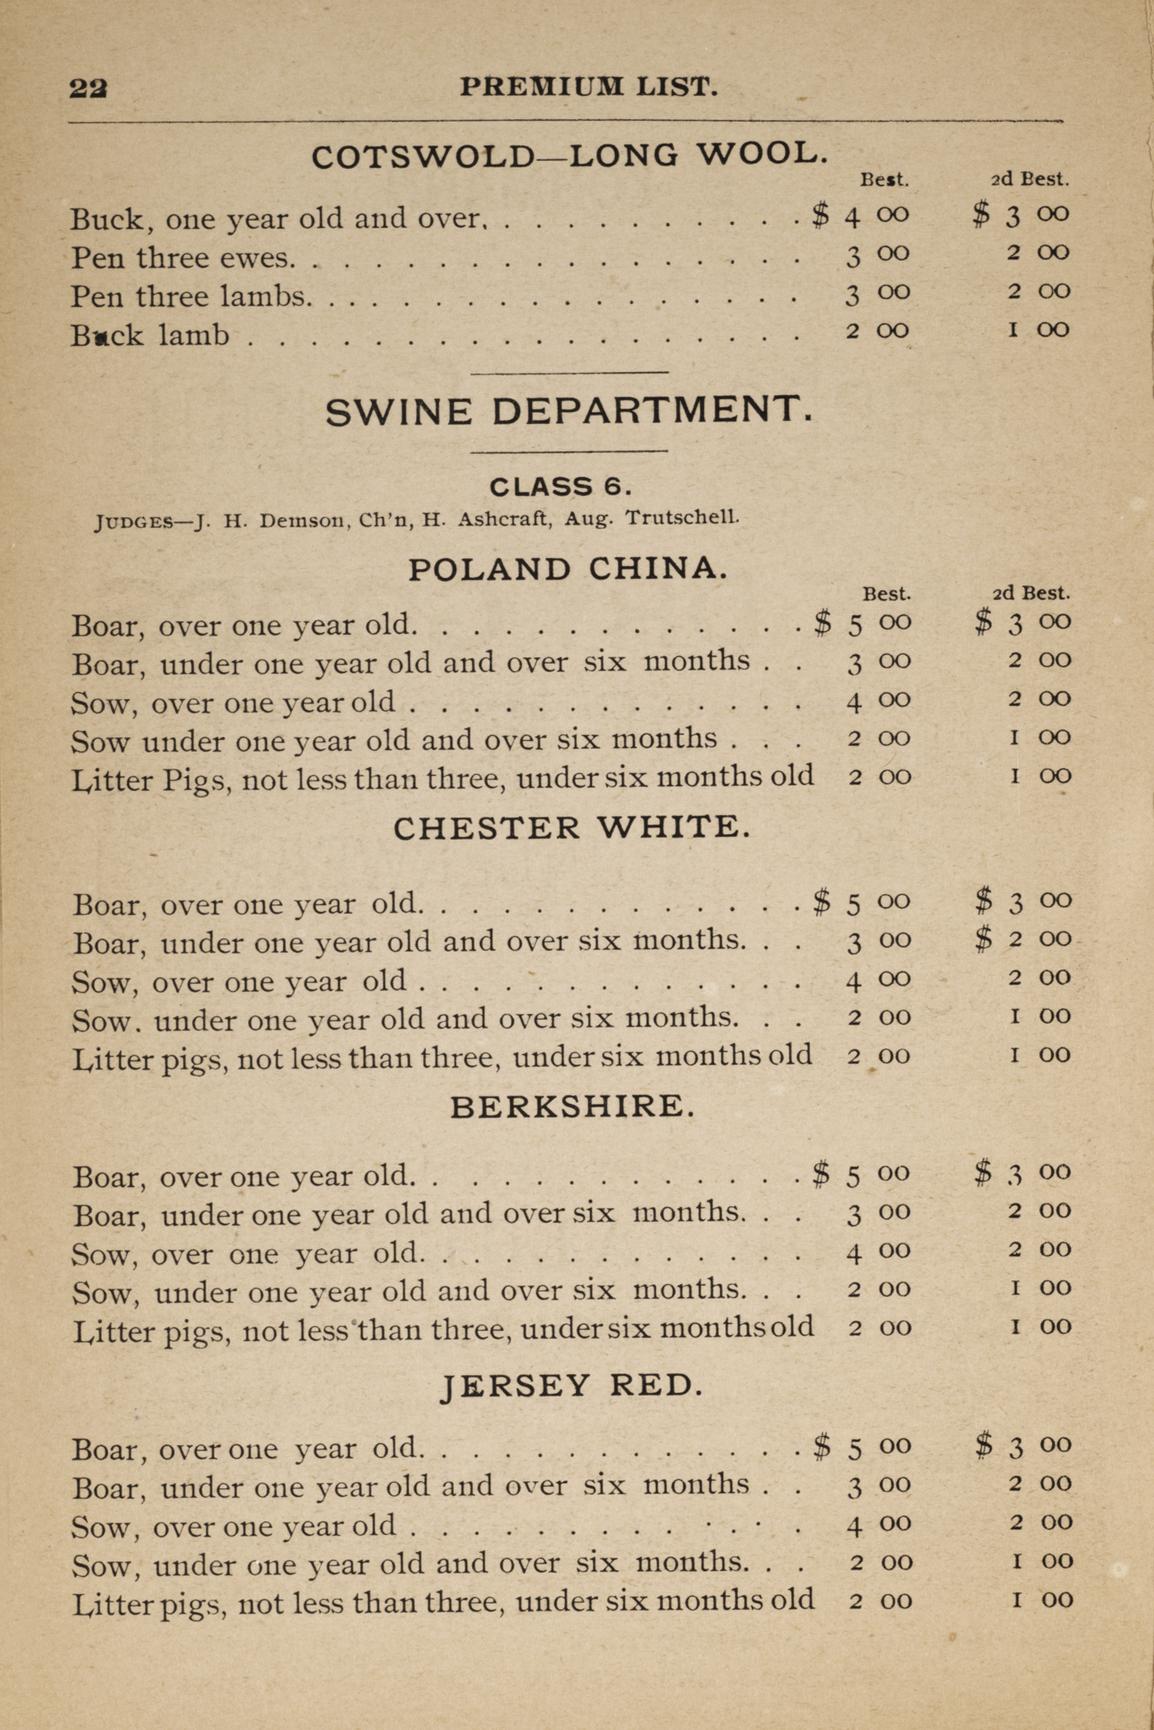 22 PREMIUM LIST.
COTSWOLD—LONG WOOL.
Best. 2d Best.
Buck, one year old and over. . . . . . . . . . . $ 4 00 $ 3 00
Pen three ewes. . . . . . . . . . . . . . . . 3 00 2 00
Pen three lambs. . . . . . . . . . . . . . . . 3 00 2 00
Buck lamb . . . . . . . . . . . . . . . . . . 2 00 1 00
SWINE DEPARTMENT.
CLASS 6.
JUDGES—J. H. Demson, Ch'n, H. Ashcraft, Aug. Trutschell.
POLAND CHINA.
Best. 2d Best.
Boar, over one year old. . . . . . . . . . . . $ 5 00 $ 3 00
Boar, under one year old and over six months . . 3 00 2 00
Sow, over one year old . . . . . . . . . . . . 4 00 2 00
Sow under one year old and over six months . . . 2 00 1 00
Litter Pigs, not less than three, under six months old 2 00 1 00
CHESTER WHITE.
Boar, over one year old. . . . . . . . . . . . $ 5 00 $ 3 00
Boar, under one year old and over six months. . . 3 00 $ 2 00
Sow, over one year old . . . . . . . . . . . . 4 00 2 00
Sow. under one year old and over six months. . . 2 00 1 00
Litter pigs, not less than three, under six months old 2 00 1 00
BERKSHIRE.
Boar, over one year old. . . . . . . . . . . . $ 5 00 $ 3 00
Boar, under one year old and over six months. . . 3 00 2 00
Sow, over one year old. . . . . . . . . . . . 4 00 2 00
Sow, under one year old and over six months. . . 2 00 1 00
Litter pigs, not less than three, under six months old 2 00 1 00
JERSEY RED.
Boar, over one year old. . . . . . . . . . . . $ 5 00 $ 3 00
Boar, under one year old and over six months . . 3 00 2 00
Sow, over one year old . . . . . . . . . . . . 4 00 2 00
Sow, under one year old and over six months. . . 2 00 1 00
Litter pigs, not less than three, under six months old 2 00 1 00